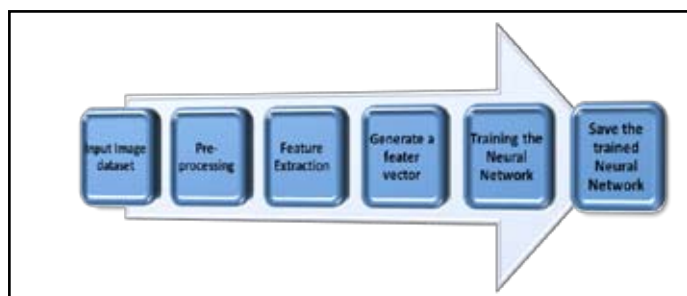 Input Image
dataset
Pre-
processing
Feature
Extraction
Generate a
feater
vector
Training the
Neural
Network
Save the
trained
Neural
Network